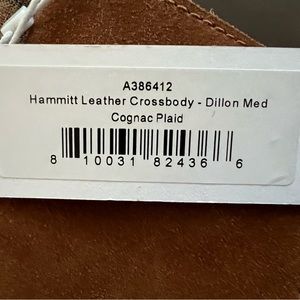 A386412
Hammitt Leather Crossbody - Dillon Med
Cognac Plaid
8 10031 82436 6